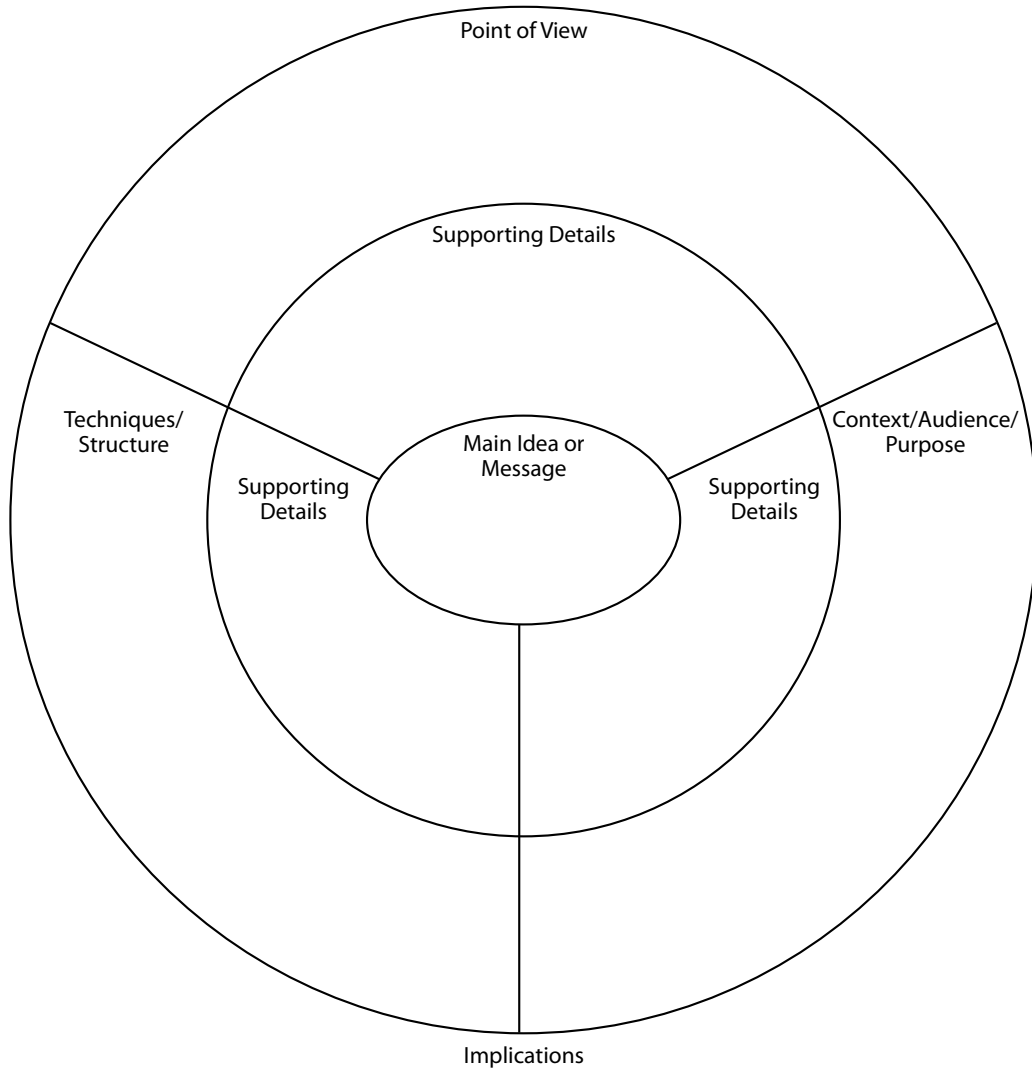 Point of View
Supporting Details
Techniques/
Structure
Main Idea or
Message
Context/Audience/
Purpose
Supporting
Details
Supporting
Details
Implications